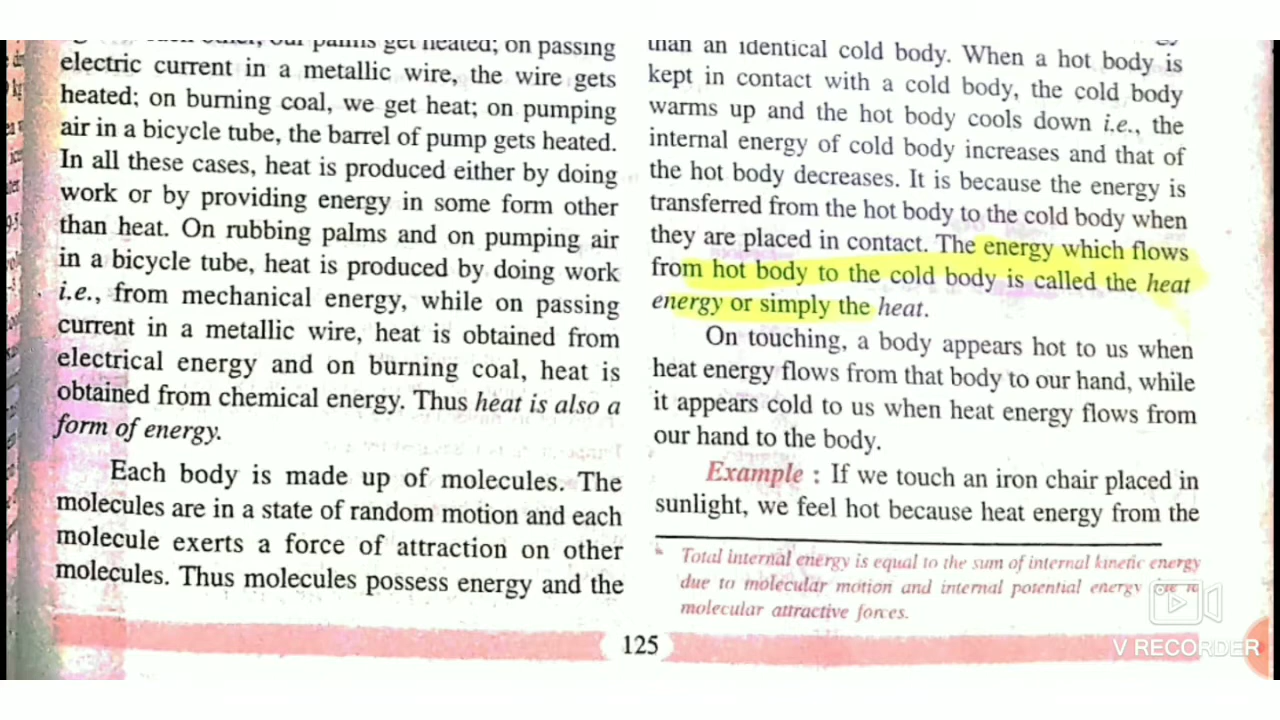 our palms get heated; on passing
electric current in a metallic wire, the wire gets
heated; on burning coal, we get heat; on pumping
air in a bicycle tube, the barrel of pump gets heated.
In all these cases, heat is produced either by doing
work or by providing energy in some form other
than heat. On rubbing palms and on pumping air
in a bicycle tube, heat is produced by doing work
i.e., from mechanical energy, while on passing
current in a metallic wire, heat is obtained from
electrical energy and on burning coal, heat is
obtained from chemical energy. Thus heat is also a
form of energy.
Each body is made up of molecules. The
molecules are in a state of random motion and each
molecule exerts a force of attraction on other
molecules. Thus molecules possess energy and the
than an identical cold body. When a hot body is
kept in contact with a cold body, the cold body
warms up and the hot body cools down i.e., the
internal energy of cold body increases and that of
the hot body decreases. It is because the energy is
transferred from the hot body to the cold body when
they are placed in contact. The energy which flows
from hot body to the cold body is called the heat
energy or simply the heat.
On touching, a body appears hot to us when
heat energy flows from that body to our hand, while
it appears cold to us when heat energy flows from
our hand to the body.
Example : If we touch an iron chair placed in
sunlight, we feel hot because heat energy from the
Total internal energy is equal to the sum of internal kinetic energy
due to molecular motion and internal potential energy to
molecular attractive forces.
125
V RECORDER